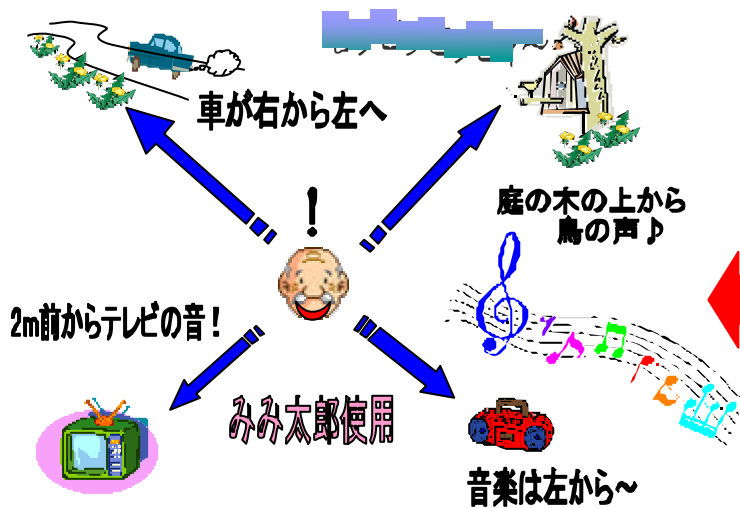 車が右から左へ
!
庭の木の上から
鳥の声♪
2m前からテレビの音!
みみ太郎使用
音楽は左から~